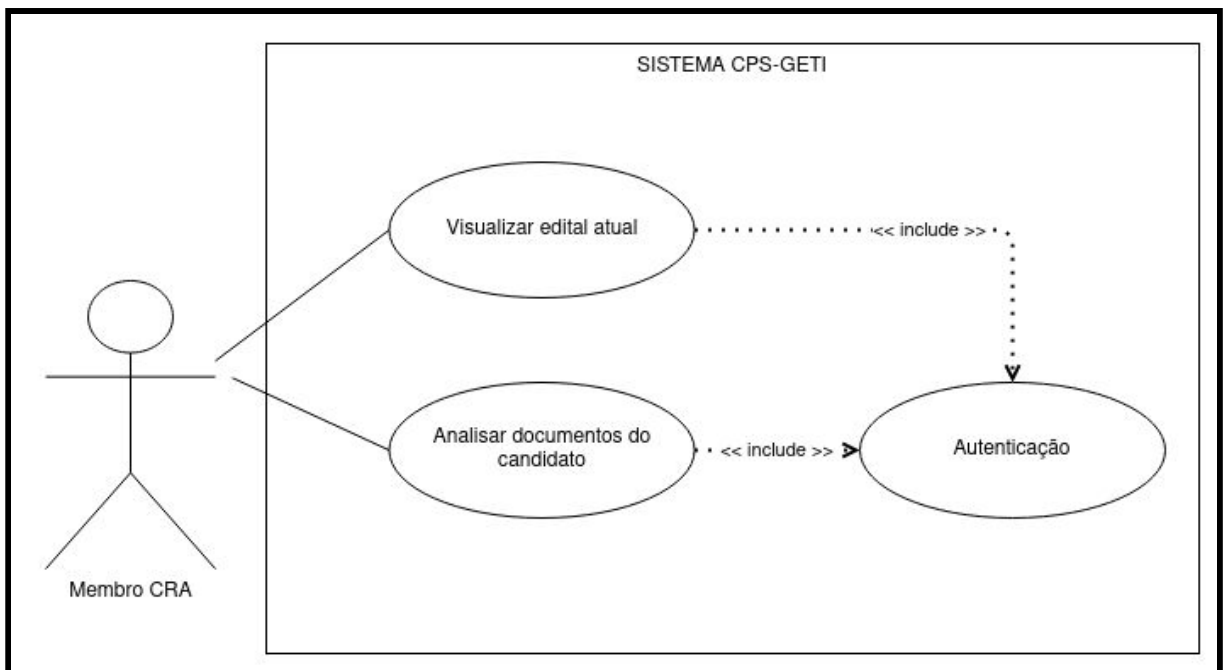 SISTEMA CPS-GETI
Visualizar edital atual
<< include >>
Analisar documentos do
candidato
<< include >>
Autenticação
Membro CRA